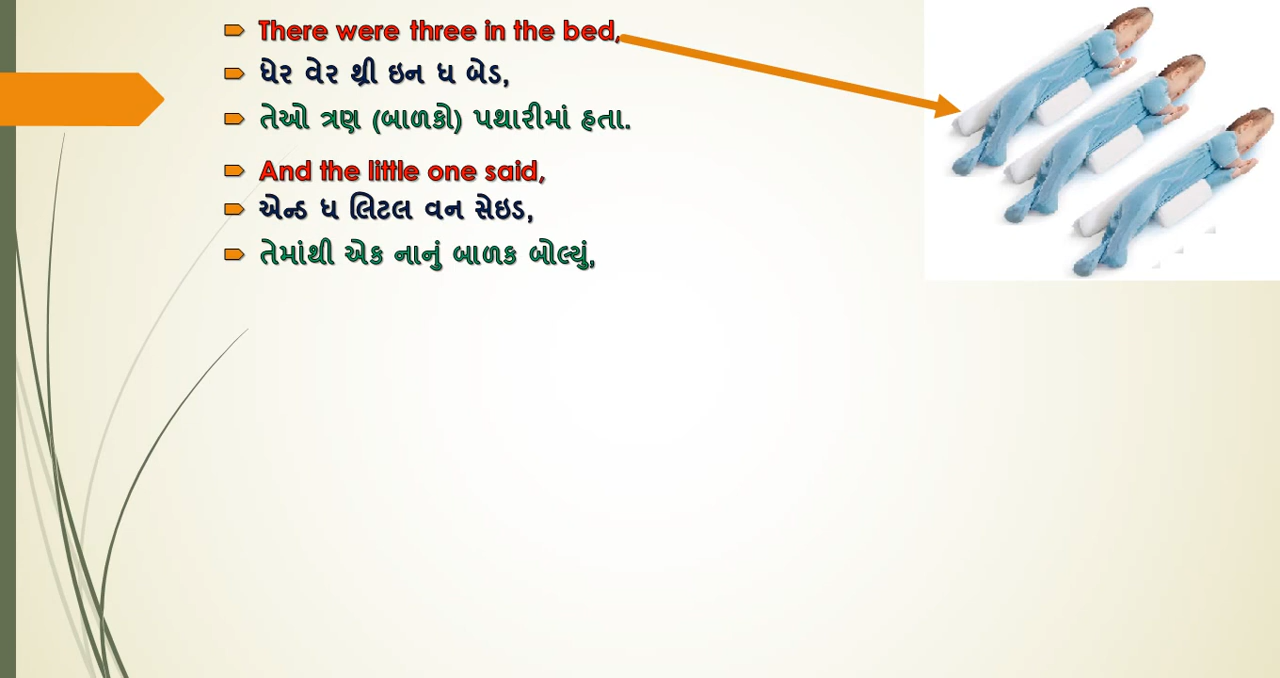 There were three in the bed,
ધેર વેર થ્રી ઇન ધ બેડ,
તેઓ ત્રણ (બાળકો) પથારીમાં હતા.
And the little one said,
એન્ડ ધ લિટલ વન સેઇડ,
તેમાંથી એક નાનું બાળક બોલ્યું,